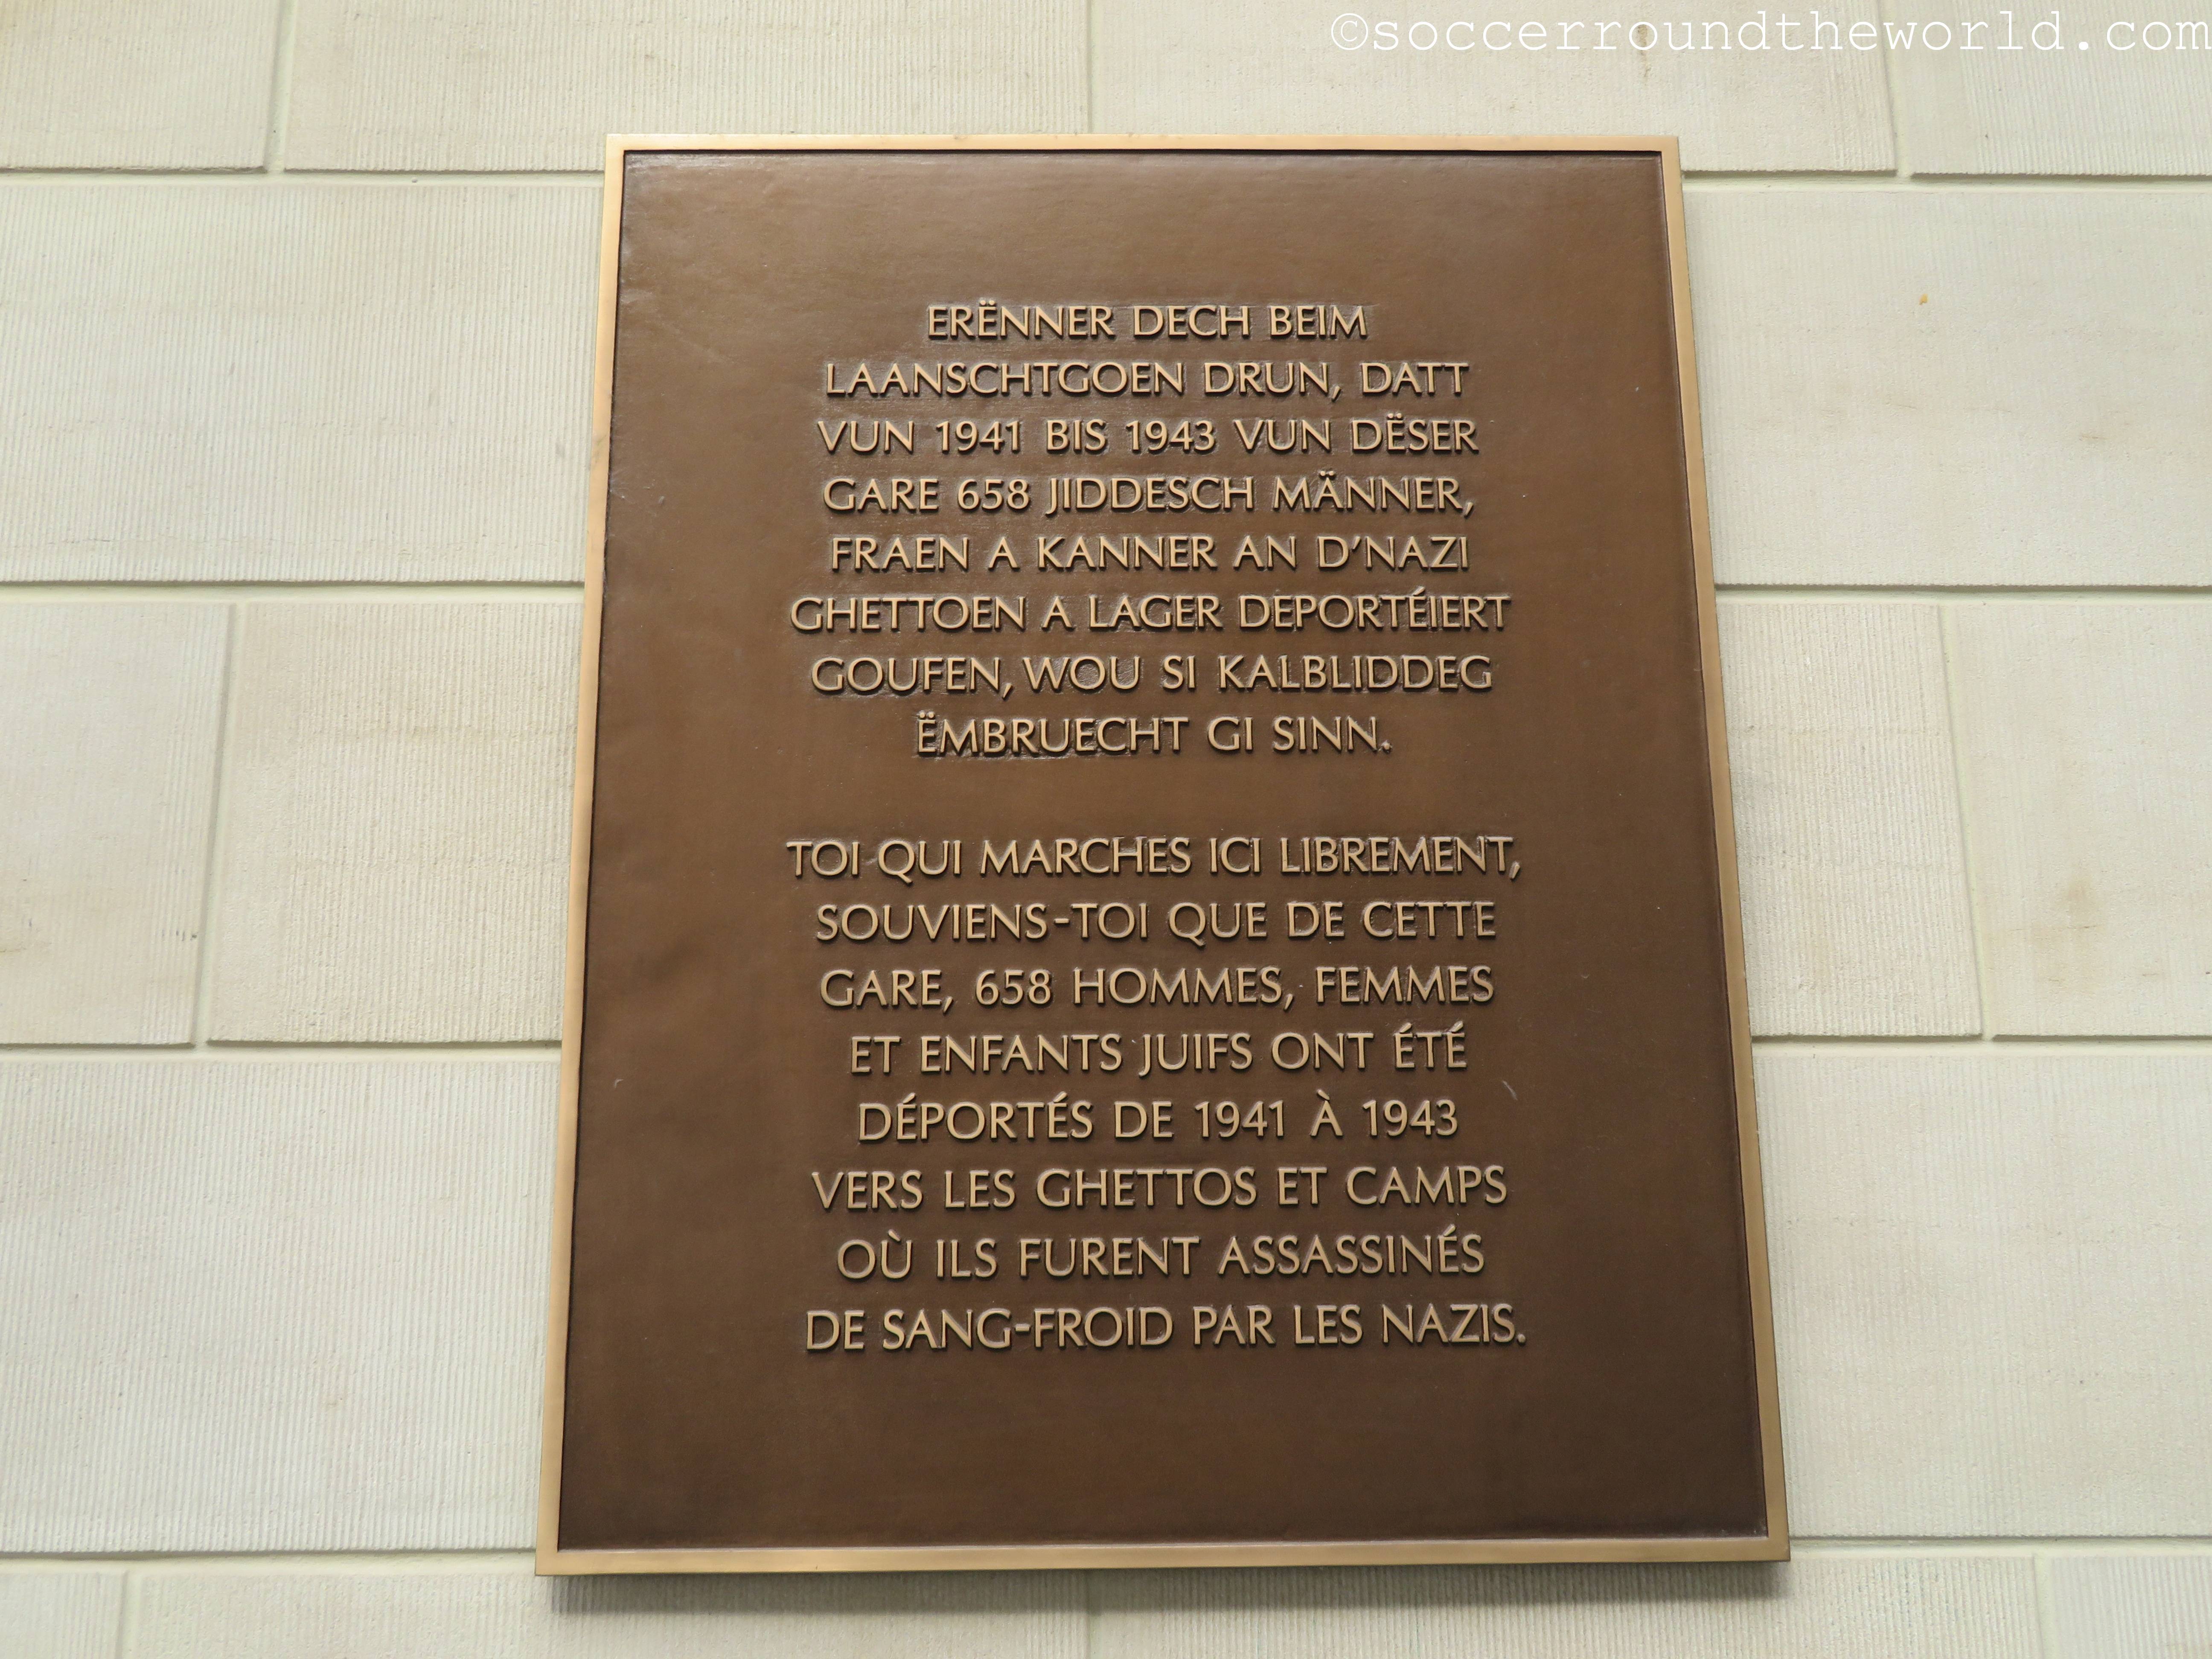 ©soccerroundtheworld.com
ERËNNER DECH BEIM
LAANSCHTGOEN DRUN, DATT
VUN 1941 BIS 1943 VUN DËSER
GARE 658 JIDDESCH MÄNNER,
FRAEN A KANNER AN D'NAZI
GHETTOEN A LAGER DEPORTÉIERT
GOUFEN, WOU SI KALBLIDDEG
ËMBRUECHT GI SINN.
TOI QUI MARCHES ICI LIBREMENT,
SOUVIENS-TOI QUE DE CETTE
GARE, 658 HOMMES, FEMMES
ET ENFANTS JUIFS ONT ÉTÉ
DÉPORTÉS DE 1941 À 1943
VERS LES GHETTOS ET CAMPS
OÙ ILS FURENT ASSASSINÉS
DE SANG-FROID PAR LES NAZIS.